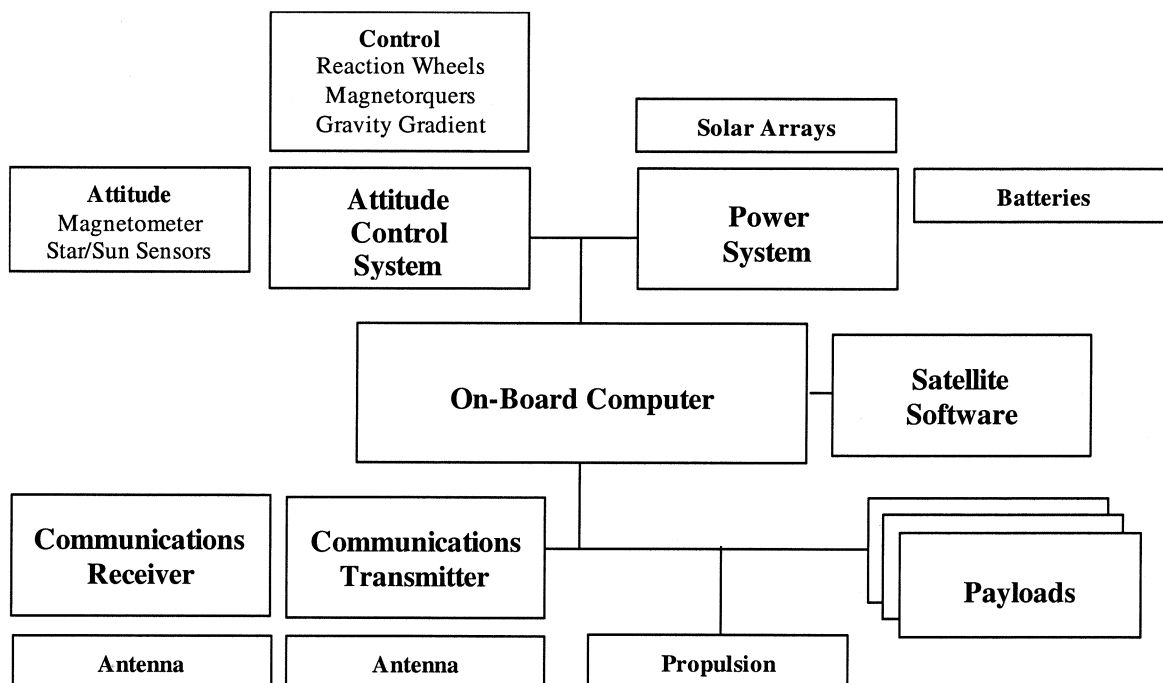 Control
Reaction Wheels
Magnetorquers
Gravity Gradient
Solar Arrays
Attitude
Magnetometer
Star/Sun Sensors
Attitude
Control
System
Power
System
Batteries
On-Board Computer
Satellite
Software
Communications
Receiver
Communications
Transmitter
Payloads
Antenna
Antenna
Propulsion